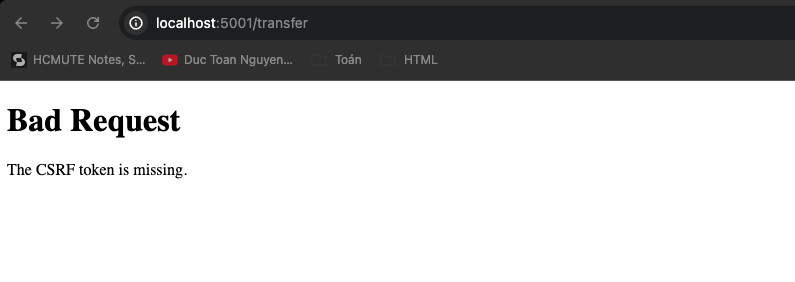 localhost:5001/transfer
HCMUTE Notes, S... Duc Toan Nguyen... Toán HTML
Bad Request
The CSRF token is missing.